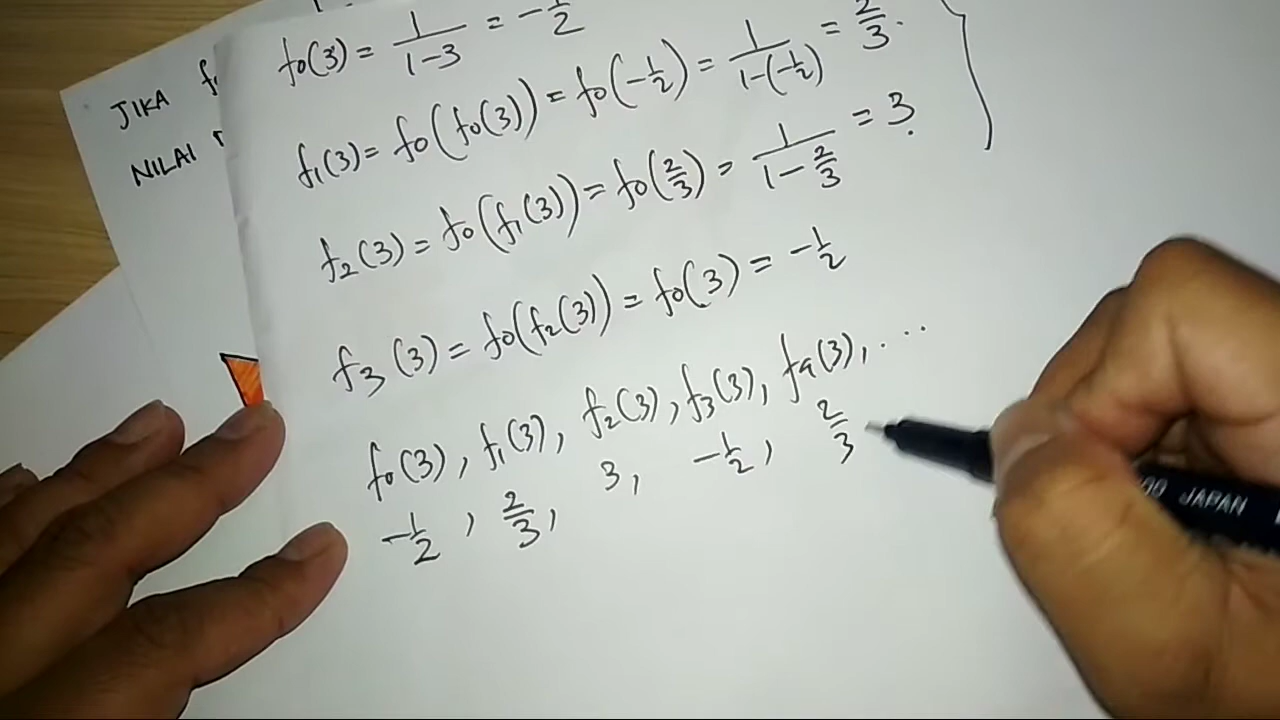 JIKA
NILAI
f₀(3) = 1/(1-3) = -1/2
f₁(3) = f₀(f₀(3)) = f₀(-1/2) = 1/(1-(-1/2)) = 2/3.
f₂(3) = f₀(f₁(3)) = f₀(2/3) = 1/(1-2/3) = 3.
f₃(3) = f₀(f₂(3)) = f₀(3) = -1/2
f₀(3), f₁(3), f₂(3), f₃(3), f₄(3), ...
-1/2, 2/3, 3, -1/2, 2/3
JAPAN